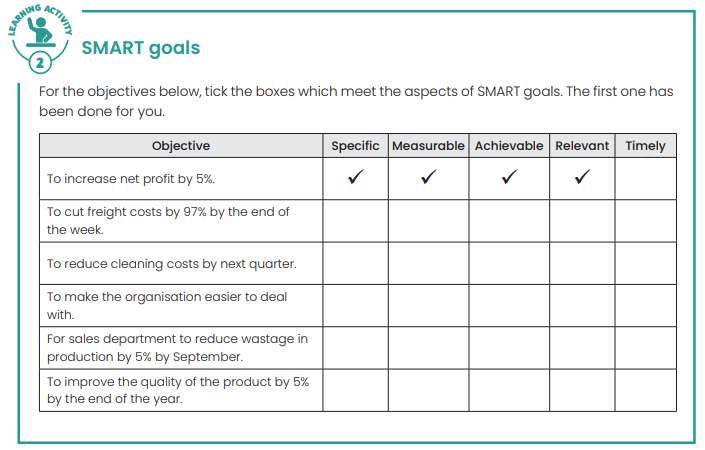 LEARNING ACTIVITY
2
SMART goals
For the objectives below, tick the boxes which meet the aspects of SMART goals. The first one has
been done for you.
Objective Specific Measurable Achievable Relevant Timely
To increase net profit by 5%. ✓ ✓ ✓ ✓
To cut freight costs by 97% by the end of
the week.
To reduce cleaning costs by next quarter.
To make the organisation easier to deal
with.
For sales department to reduce wastage in
production by 5% by September.
To improve the quality of the product by 5%
by the end of the year.